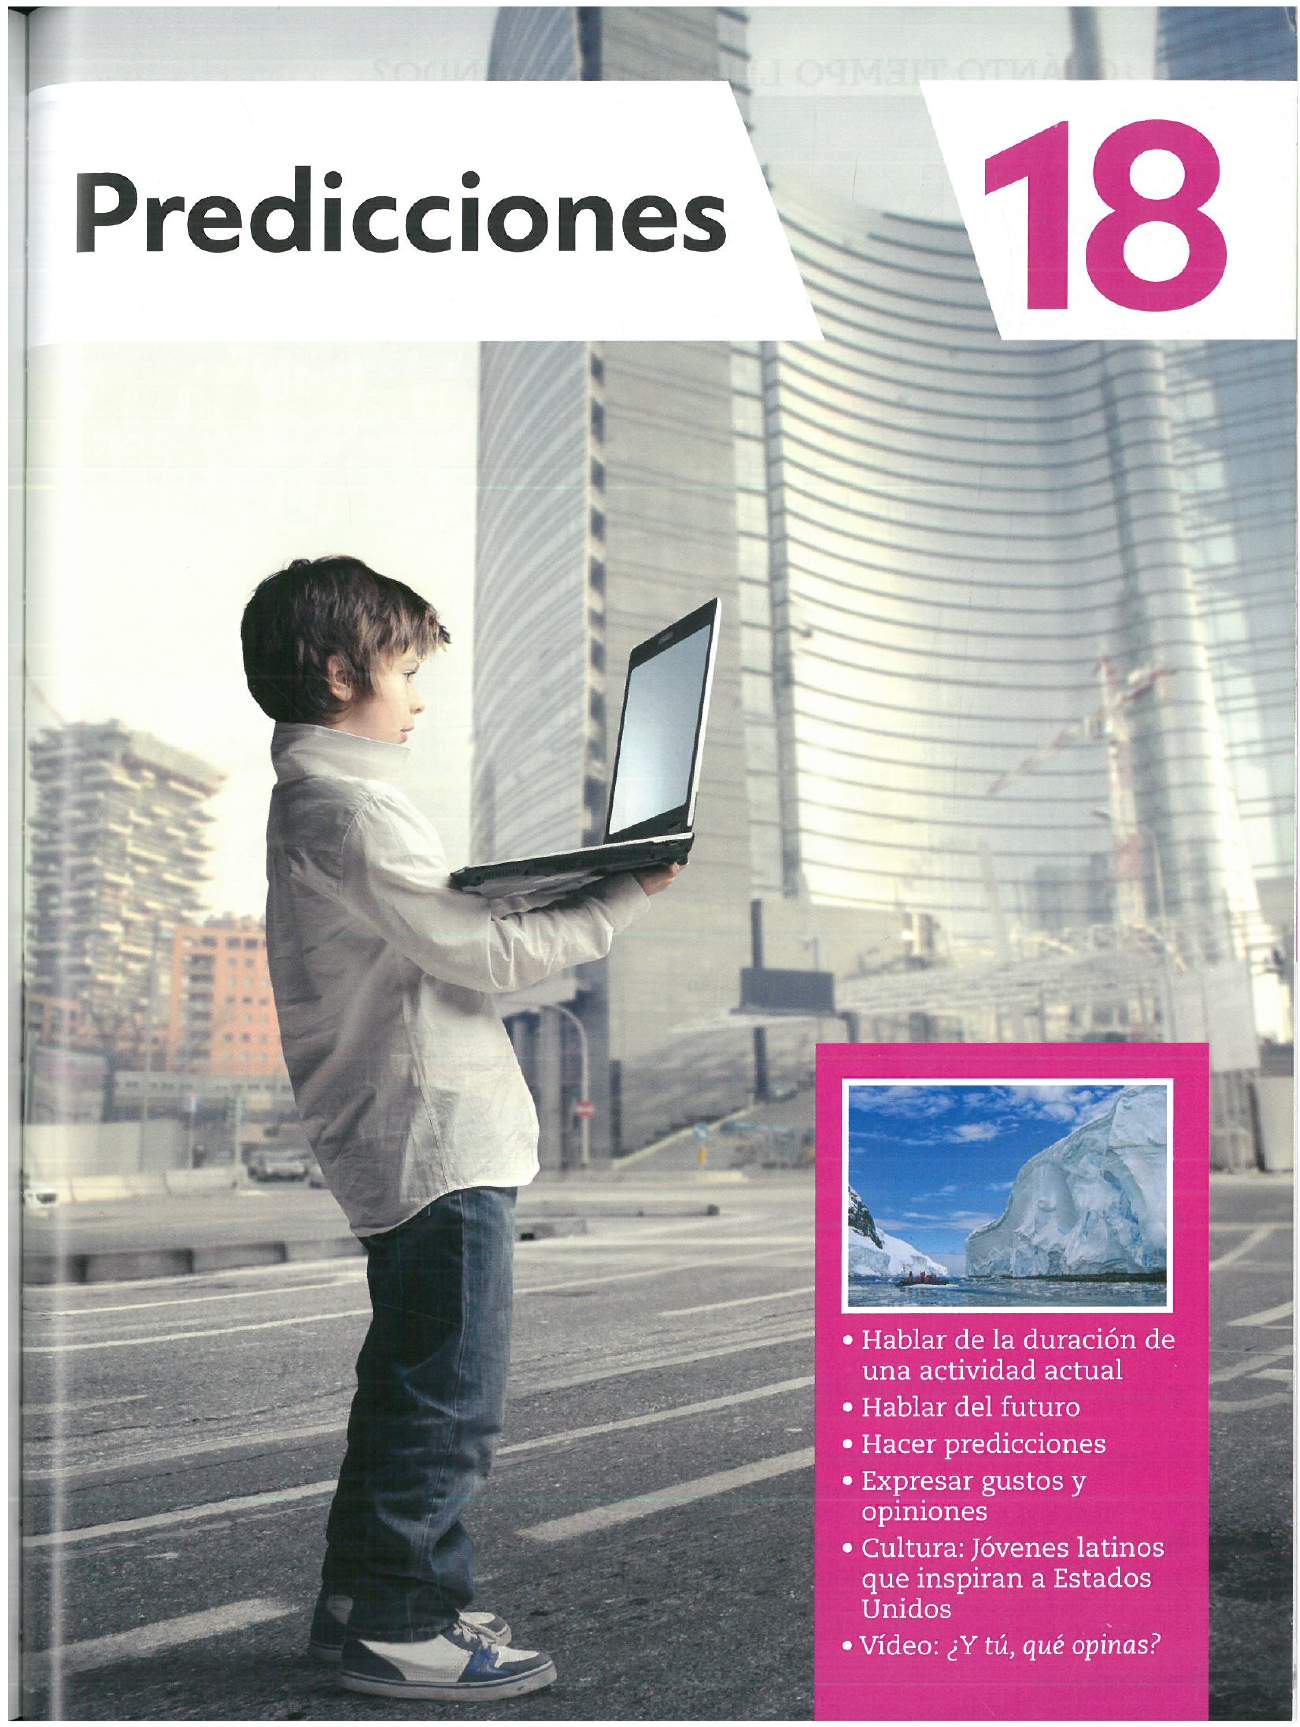 Predicciones
18
• Hablar de la duración de
una actividad actual
• Hablar del futuro
• Hacer predicciones
• Expresar gustos y
opiniones
• Cultura: Jóvenes latinos
que inspiran a Estados
Unidos
• Vídeo: ¿Y tú, qué opinas?